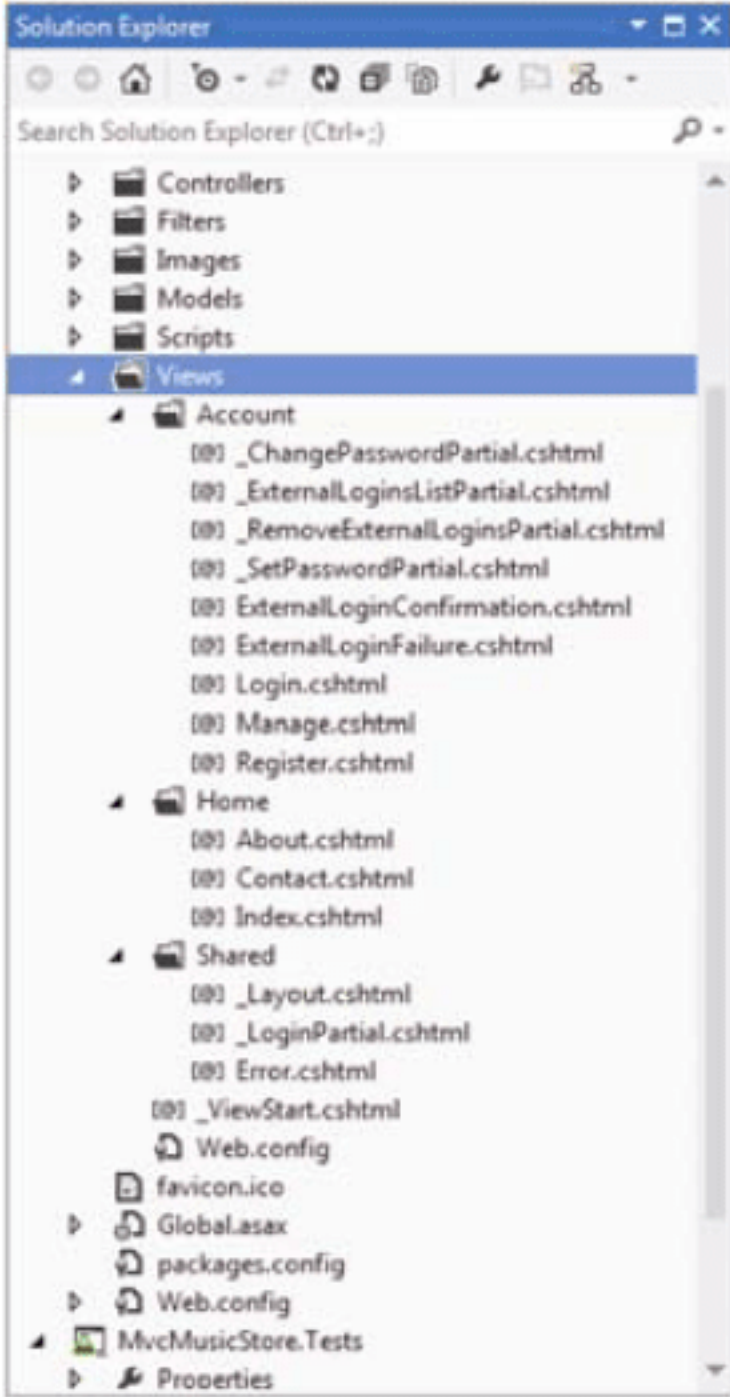 Solution Explorer
Search Solution Explorer (Ctrl+;)
Controllers
Filters
Images
Models
Scripts
Views
Account
_ChangePasswordPartial.cshtml
_ExternalLoginsListPartial.cshtml
_RemoveExternalLoginsPartial.cshtml
_SetPasswordPartial.cshtml
ExternalLoginConfirmation.cshtml
ExternalLoginFailure.cshtml
Login.cshtml
Manage.cshtml
Register.cshtml
Home
About.cshtml
Contact.cshtml
Index.cshtml
Shared
_Layout.cshtml
_LoginPartial.cshtml
Error.cshtml
_ViewStart.cshtml
Web.config
favicon.ico
Global.asax
packages.config
Web.config
MvcMusicStore.Tests
Properties